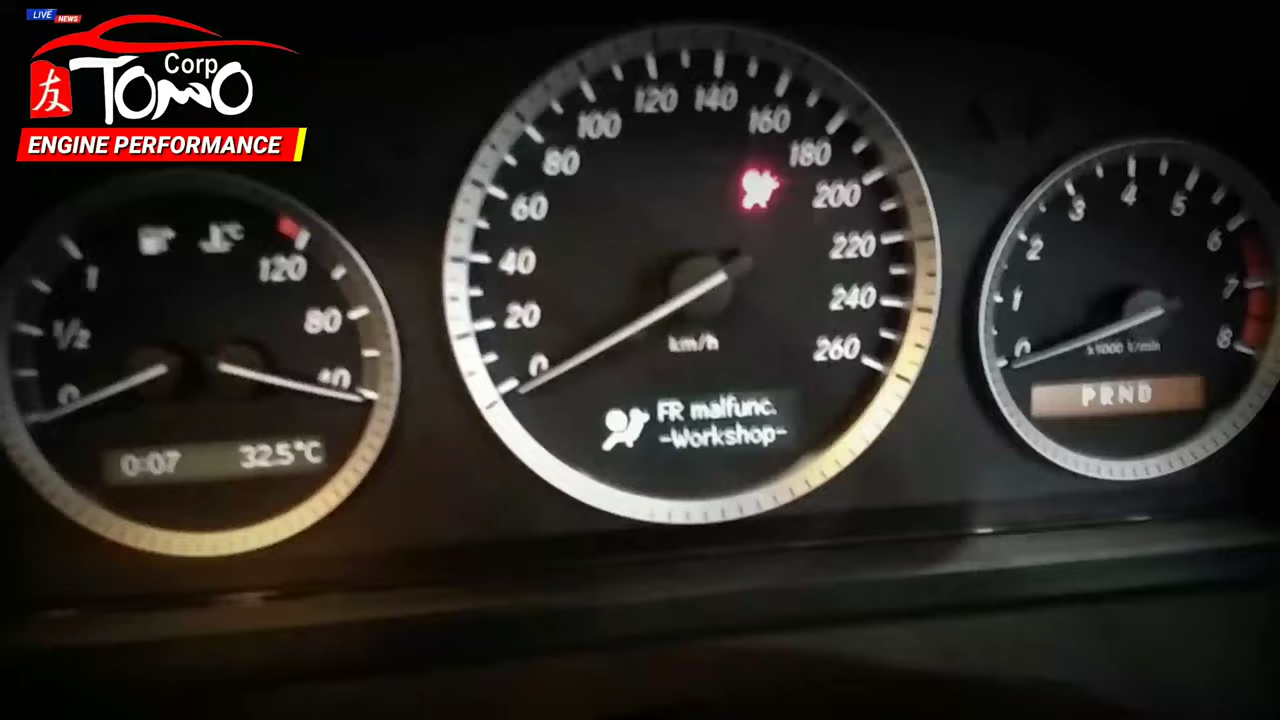 LIVE NEWS
Corp
友 TOMO
ENGINE PERFORMANCE
0 1/2 1
40 80 120 °C
0:07 32.5°C
0 20 40 60 80 100 120 140 160 180 200 220 240 260
km/h
FR malfunc.
-Workshop-
0 1 2 3 4 5 6 7 8
x1000 1/min
PRND